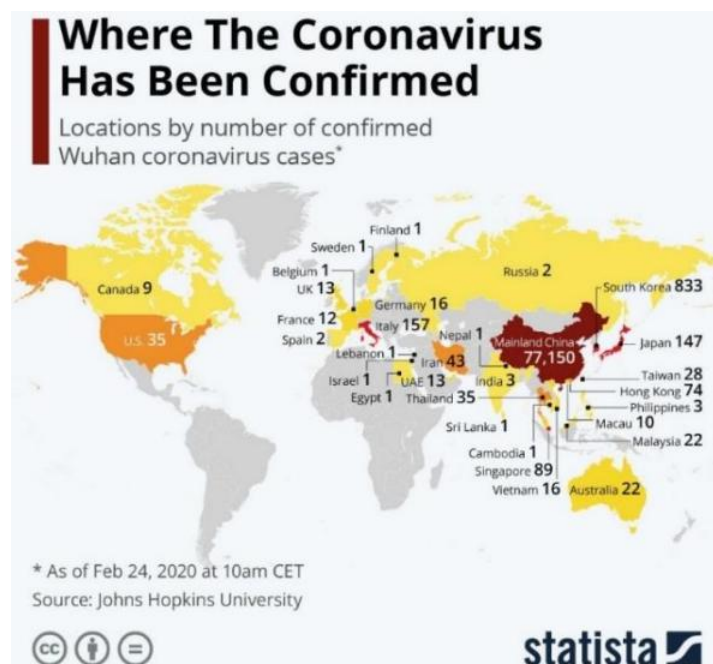 Where The Coronavirus
Has Been Confirmed
Locations by number of confirmed
Wuhan coronavirus cases*
Finland 1
Sweden 1
Belgium 1
Russia 2
Canada 9
UK 13
South Korea 833
Germany 16
France 12
Italy 157
U.S. 35
Spain 2
Nepal 1
Mainland China
77,150
Japan 147
Lebanon 1
Iran 43
Taiwan 28
Israel 1
UAE 13
India 3
Hong Kong 74
Egypt 1
Thailand 35
Philippines 3
Macau 10
Sri Lanka 1
Malaysia 22
Cambodia 1
Singapore 89
Vietnam 16
Australia 22
* As of Feb 24, 2020 at 10am CET
Source: Johns Hopkins University
cc
statista